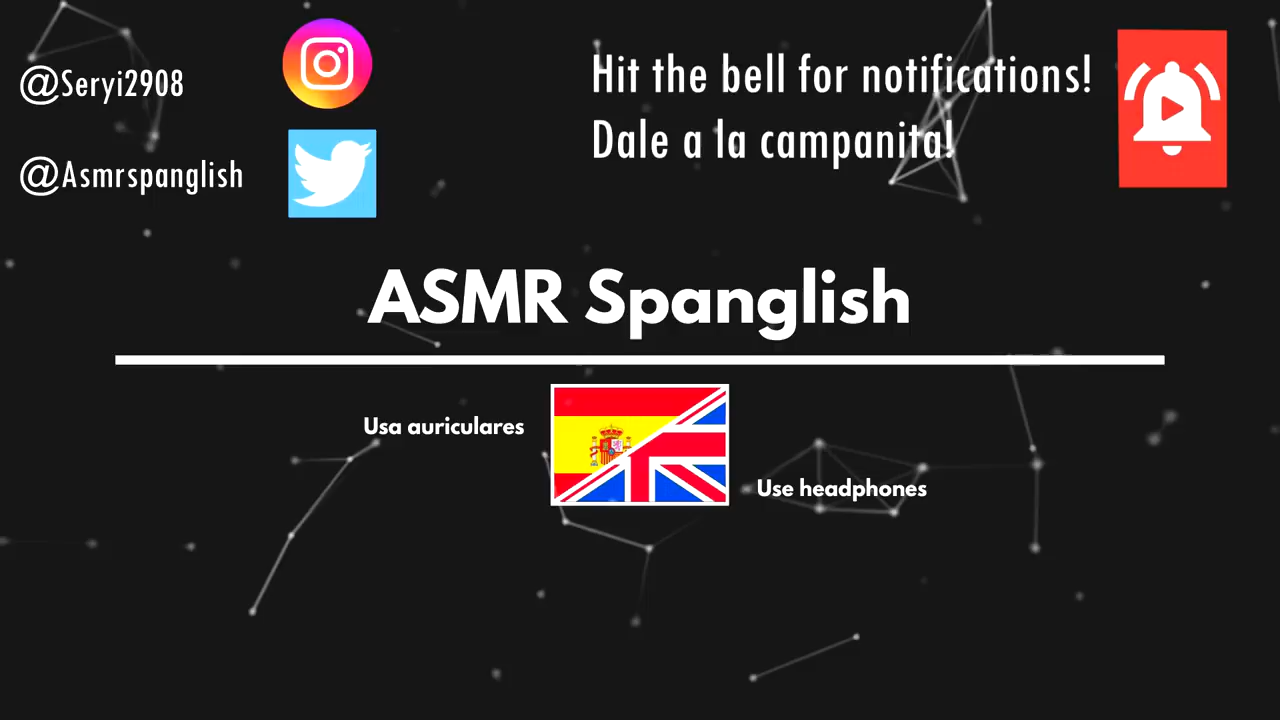 @Seryi2908
@Asmrspanglish
Hit the bell for notifications!
Dale a la campanita!
ASMR Spanglish
Usa auriculares
Use headphones